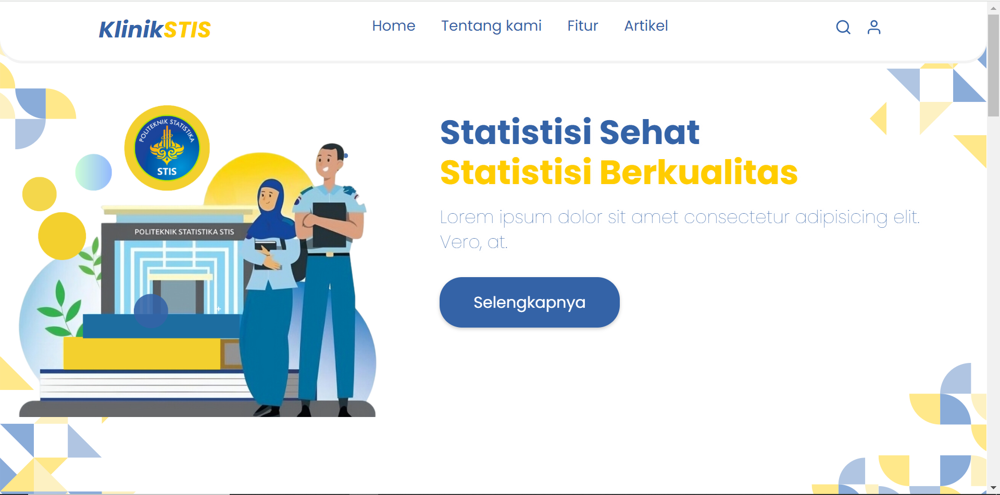 KlinikSTIS
Home
Tentang kami
Fitur
Artikel
POLITEKNIK STATISTIKA
STIS
POLITEKNIK STATISTIKA STIS
Statistisi Sehat
Statistisi Berkualitas
Lorem ipsum dolor sit amet consectetur adipisicing elit.
Vero, at.
Selengkapnya